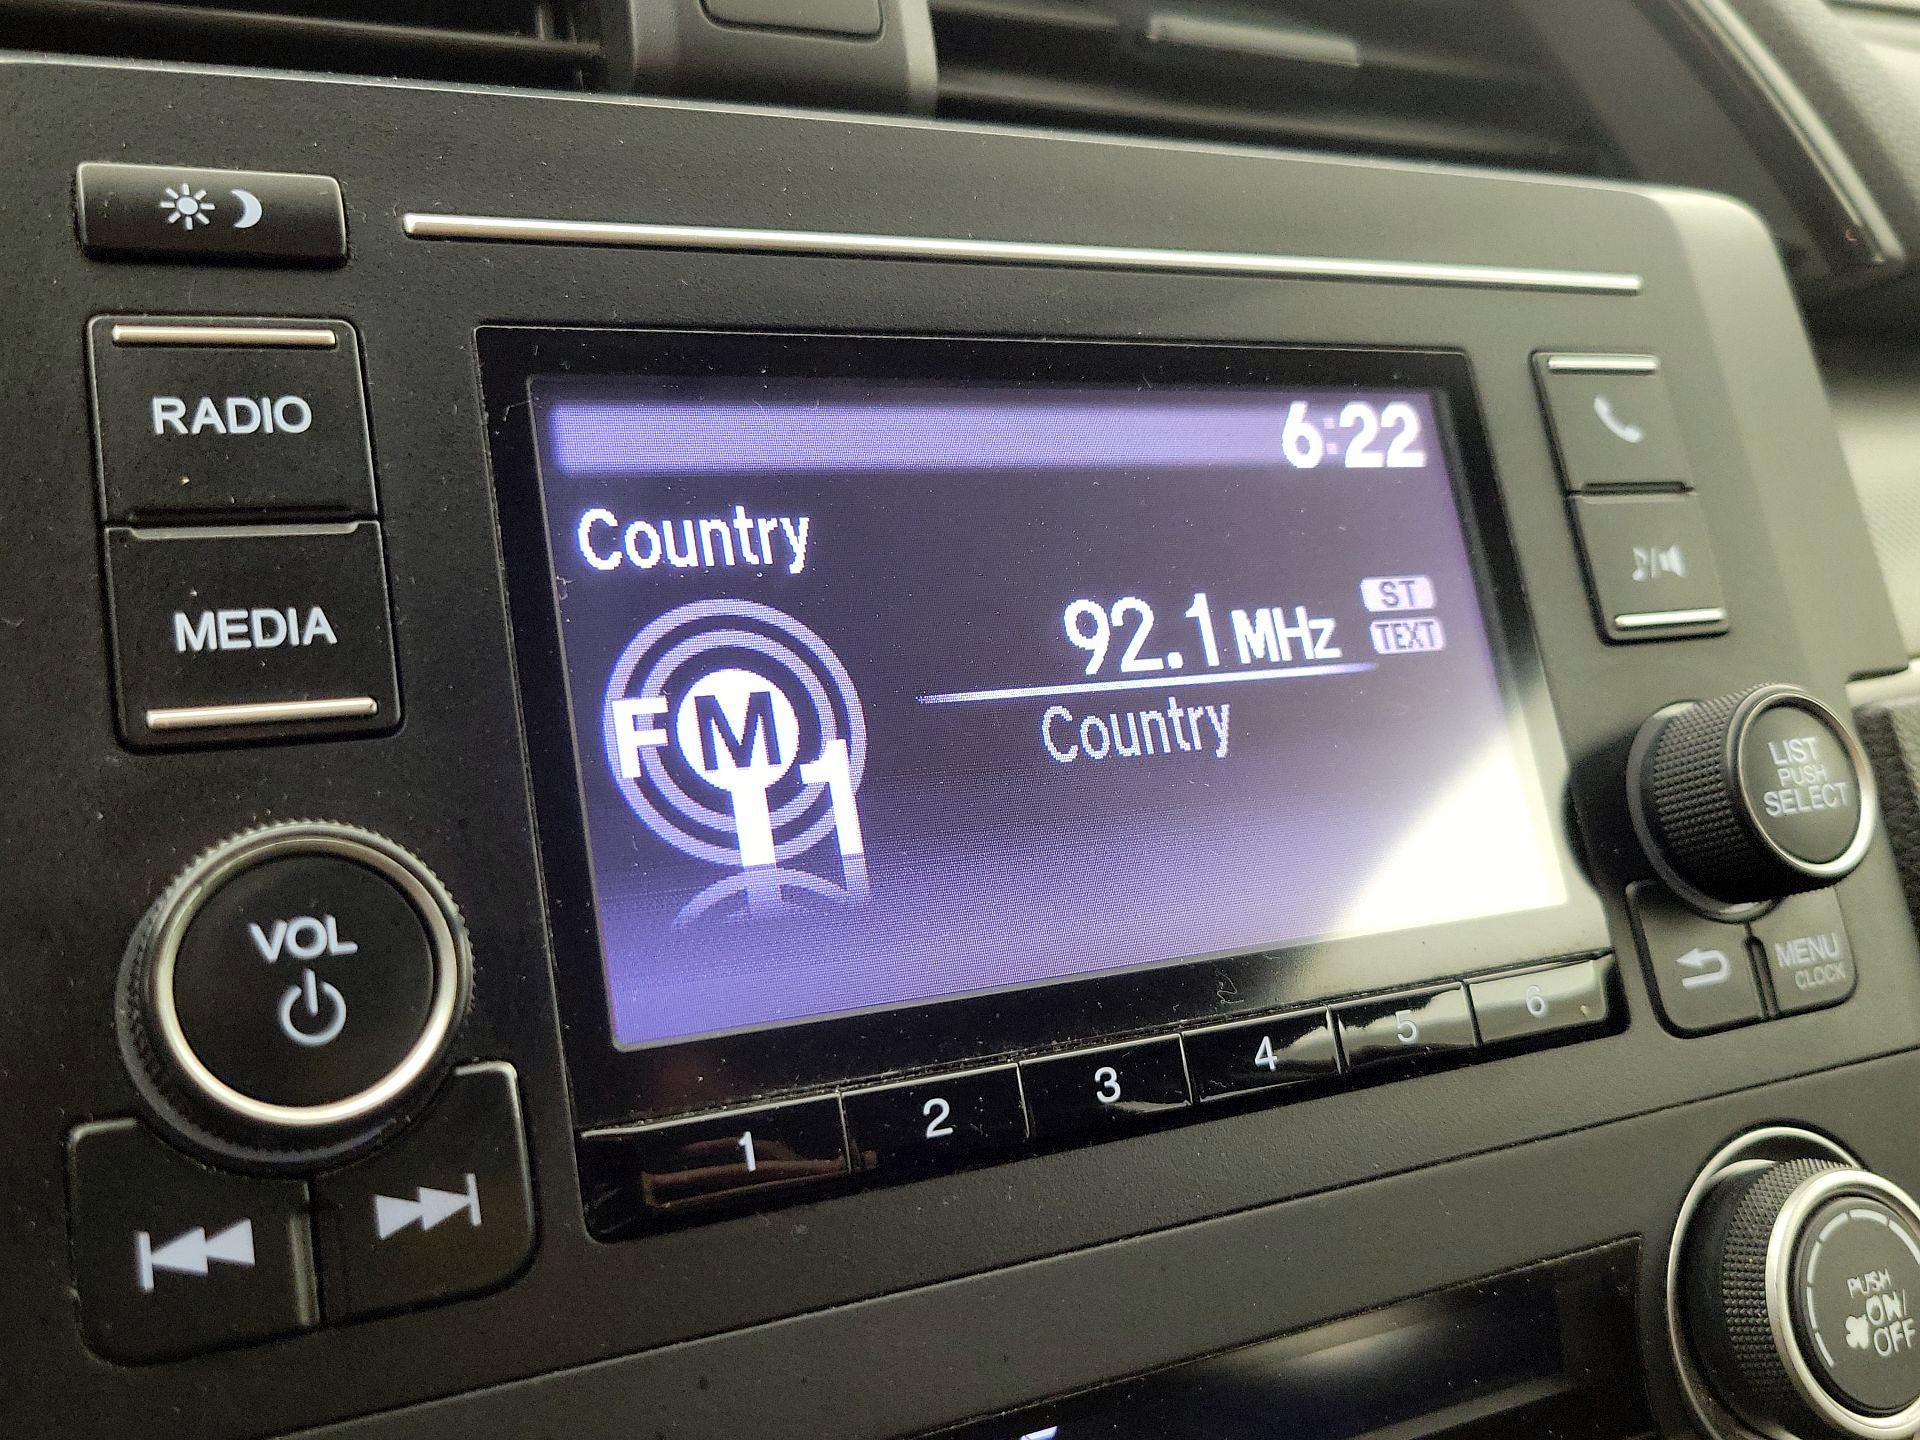 RADIO
MEDIA
VOL
6:22
Country
92.1 MHz
ST
TEXT
FM
1
Country
1 2 3 4 5 6
LIST
PUSH
SELECT
MENU
CLOCK
PUSH
ON/
OFF